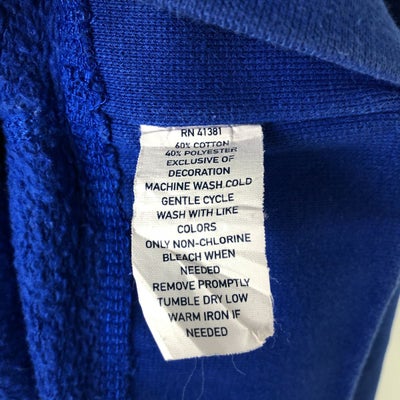 RN 41381
60% COTTON
40% POLYESTER
EXCLUSIVE OF
DECORATION
MACHINE WASH COLD
GENTLE CYCLE
WASH WITH LIKE
COLORS
ONLY NON-CHLORINE
BLEACH WHEN
NEEDED
REMOVE PROMPTLY
TUMBLE DRY LOW
WARM IRON IF
NEEDED